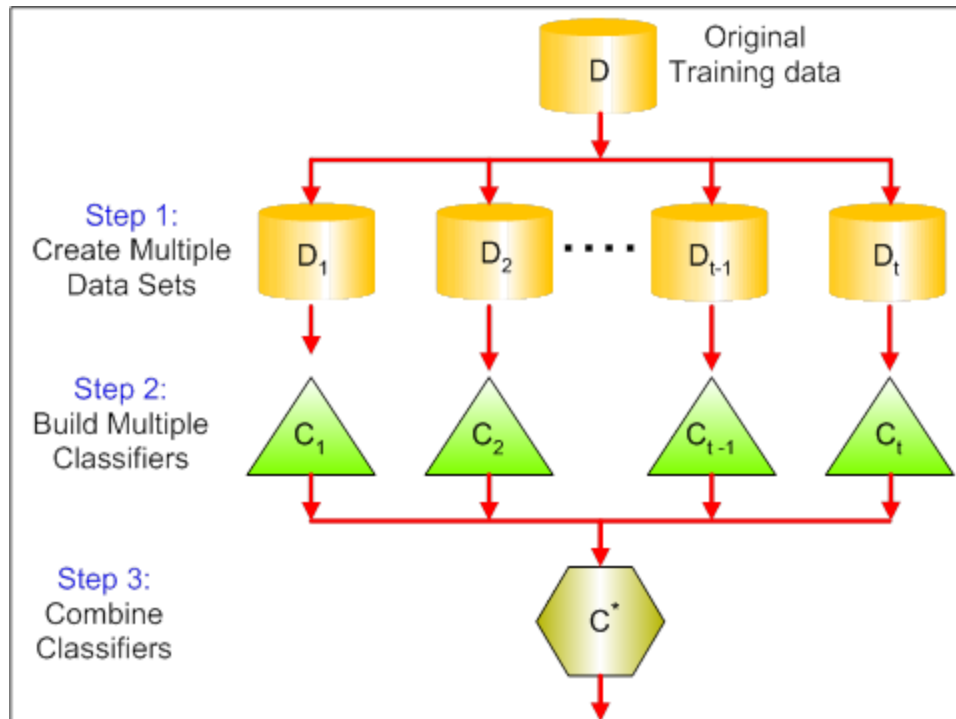 Original
Training data
D
Step 1:
Create Multiple
Data Sets
D₁
D₂
....
Dₜ₋₁
Dₜ
Step 2:
Build Multiple
Classifiers
C₁
C₂
Cₜ₋₁
Cₜ
Step 3:
Combine
Classifiers
C*